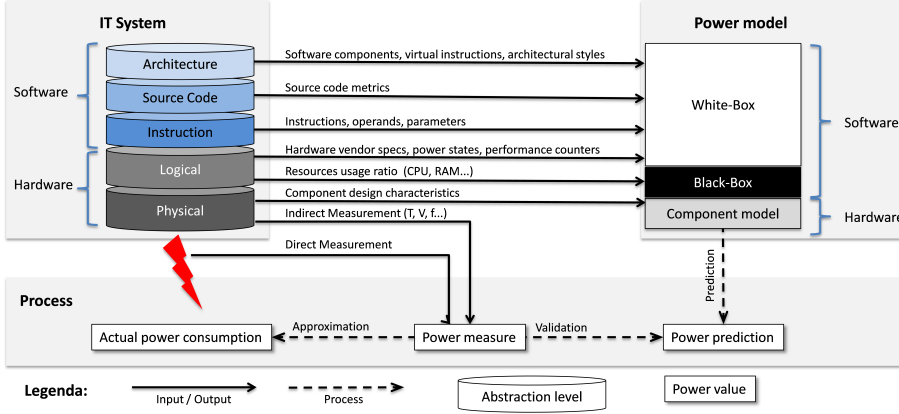 IT System
Power model
Architecture
Software components, virtual instructions, architectural styles
Software
Source Code
Source code metrics
White-Box
Instruction
Instructions, operands, parameters
Software
Hardware vendor specs, power states, performance counters
Logical
Resources usage ratio (CPU, RAM...)
Hardware
Black-Box
Component design characteristics
Physical
Indirect Measurement (T, V, f...)
Component model
Hardware
Direct Measurement
Prediction
Process
Actual power consumption
Approximation
Power measure
Validation
Power prediction
Legenda:
Input / Output
Process
Abstraction level
Power value